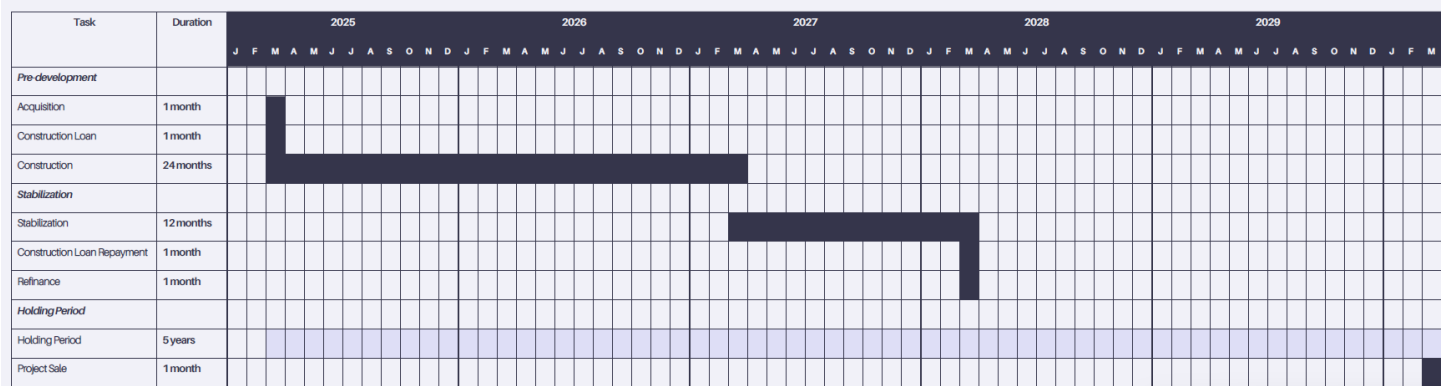 Task Duration 2025 2026 2027 2028 2029
J F M A M J J A S O N D J F M A M J J A S O N D J F M A M J J A S O N D J F M A M J J A S O N D J F M A M J J A S O N D J F M
Pre-development
Acquisition 1 month
Construction Loan 1 month
Construction 24 months
Stabilization
Stabilization 12 months
Construction Loan Repayment 1 month
Refinance 1 month
Holding Period
Holding Period 5 years
Project Sale 1 month